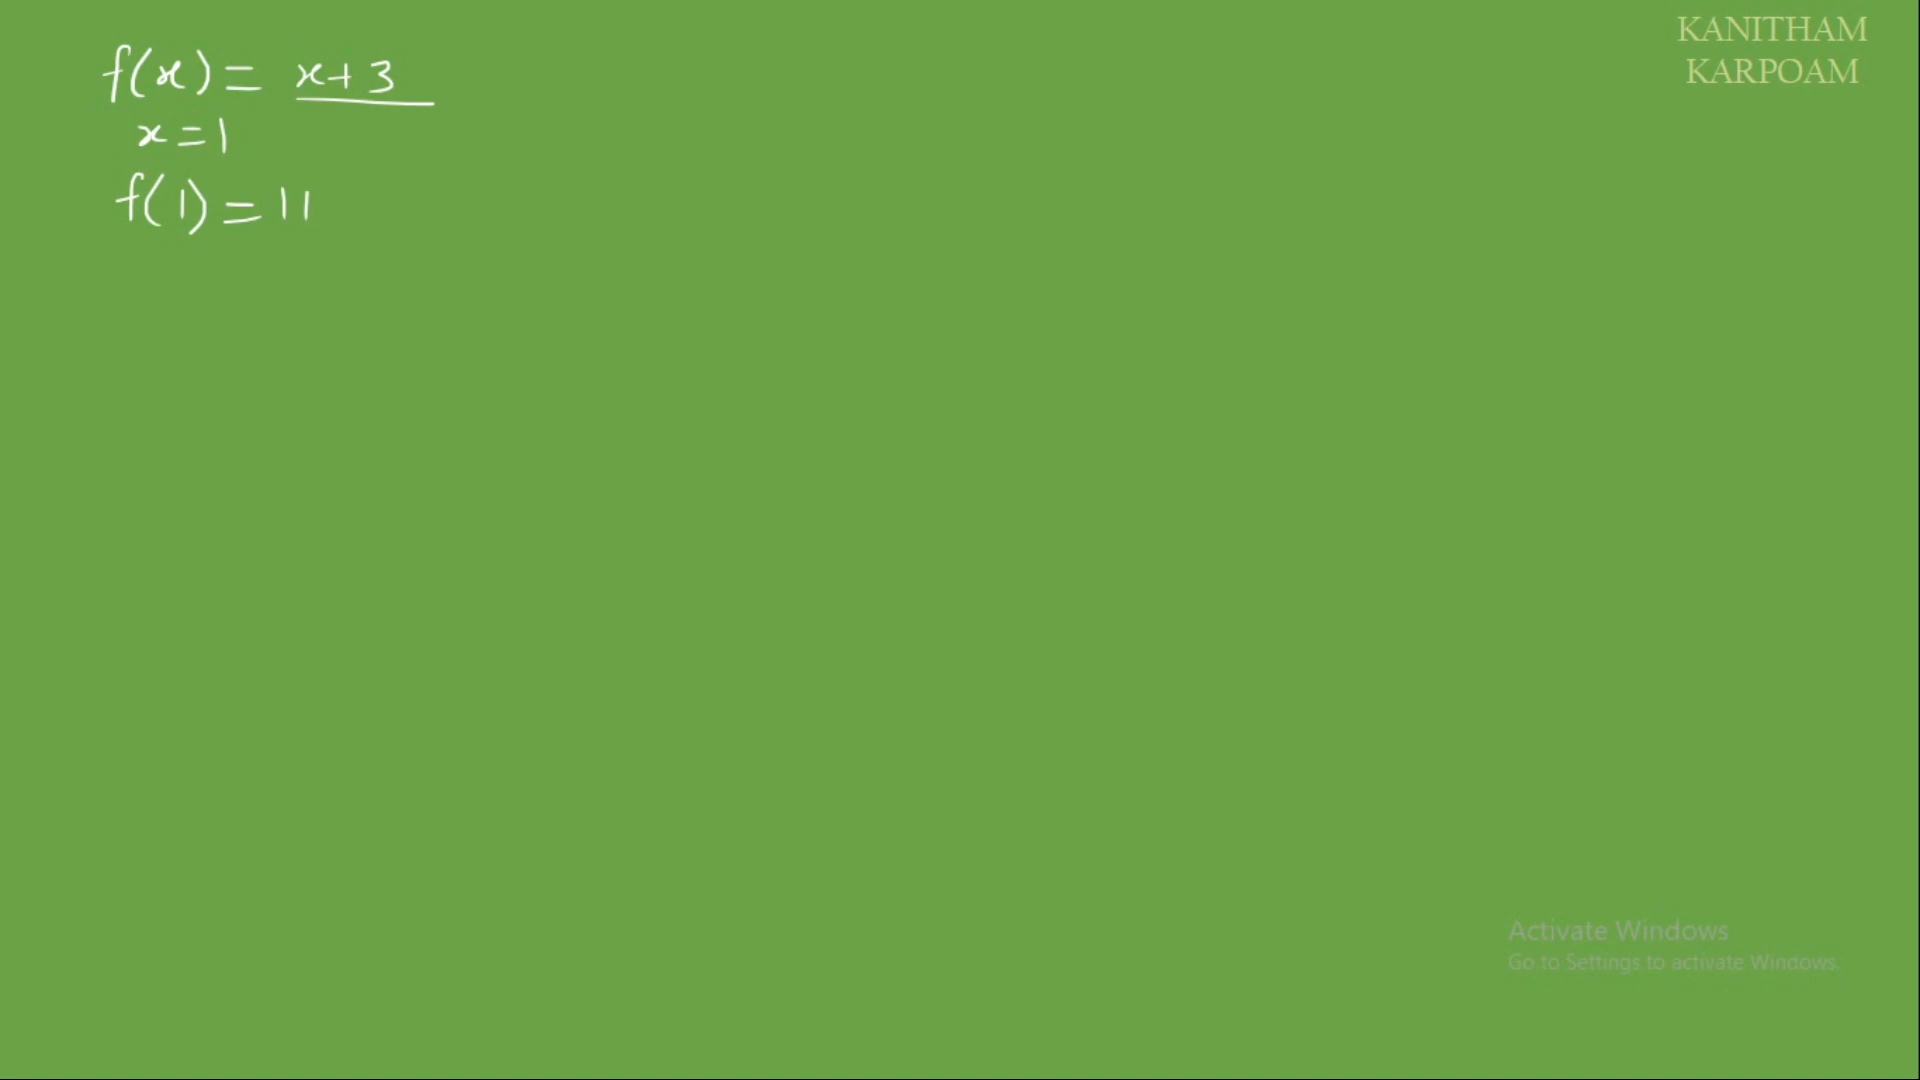 f(x) = x+3
x = 1
f(1) = 11
KANITHAM
KARPOAM
Activate Windows
Go to Settings to activate Windows.